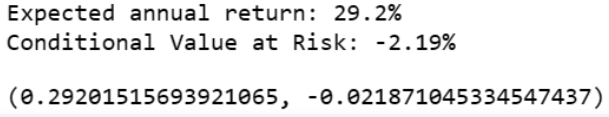 Expected annual return: 29.2%
Conditional Value at Risk: -2.19%
(0.29201515693921065, -0.021871045334547437)